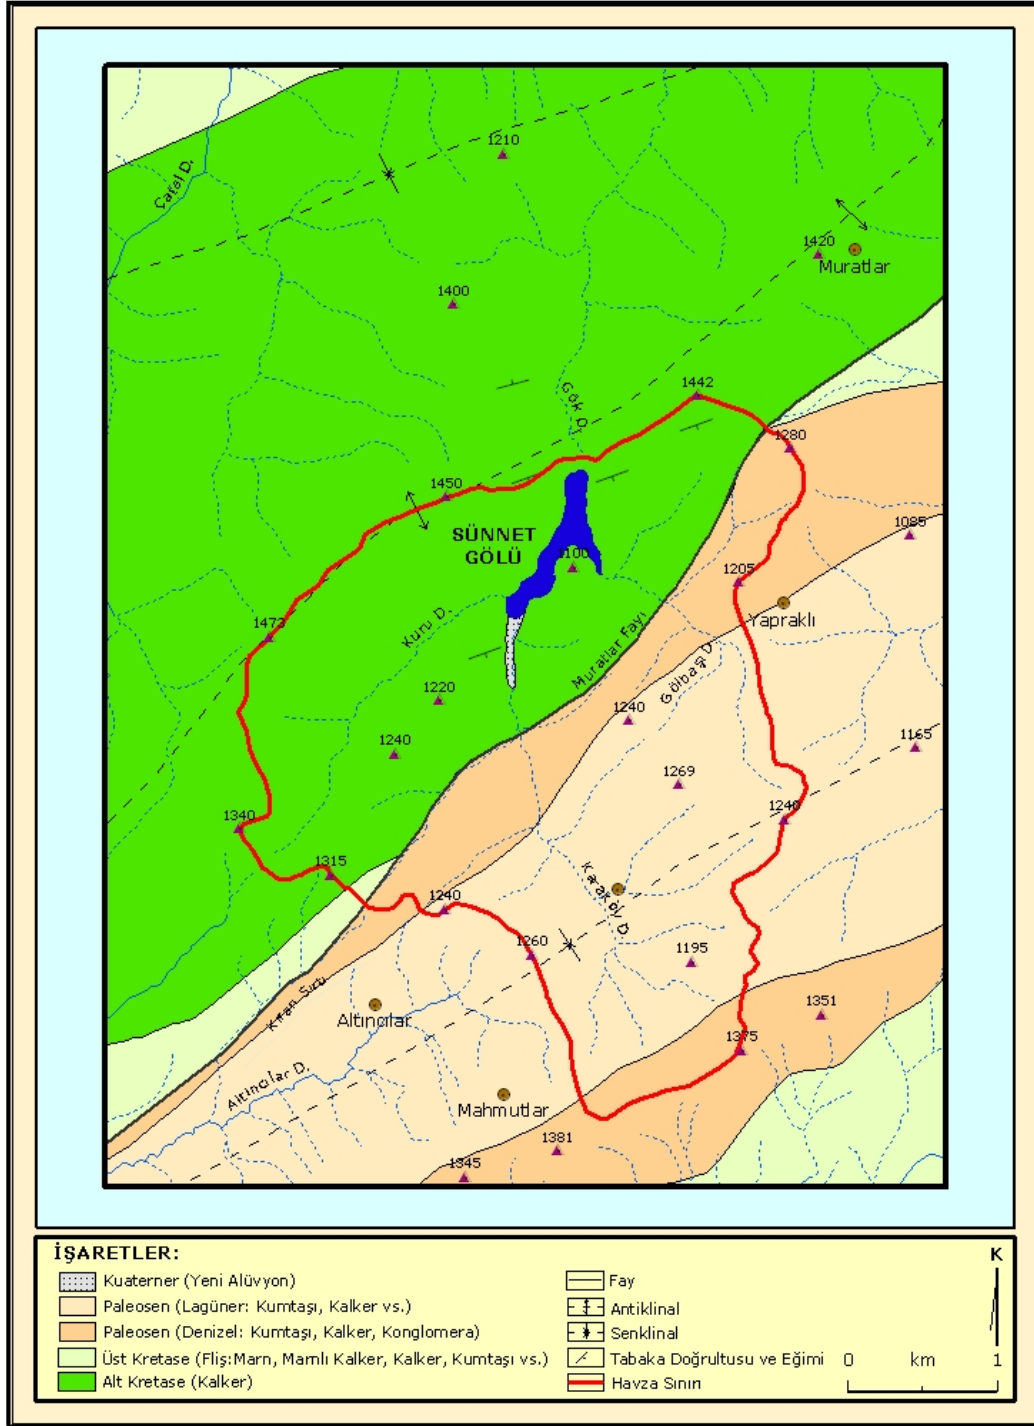 1210
Çatal D.
1420
Muratlar
1400
1442
Gök D.
1280
1450
SÜNNET
GÖLÜ
1085
1100
1205
Yapraklı
Kuru D.
1473
Muratlar Fayı
Gölbaşı D.
1220
1240
1240
1165
1269
1340
1240
1315
Karaköy D.
1240
1260
1195
Kıran Sırtı
Altıncılar
1351
1375
Altıncılar D.
Mahmutlar
1381
1345
İŞARETLER:
K
Kuaterner (Yeni Alüvyon)
Fay
Paleosen (Lagüner: Kumtaşı, Kalker vs.)
Antiklinal
Paleosen (Denizel: Kumtaşı, Kalker, Konglomera)
Senklinal
Üst Kretase (Fliş:Marn, Marnlı Kalker, Kalker, Kumtaşı vs.)
Tabaka Doğrultusu ve Eğimi
0 km 1
Alt Kretase (Kalker)
Havza Sınırı